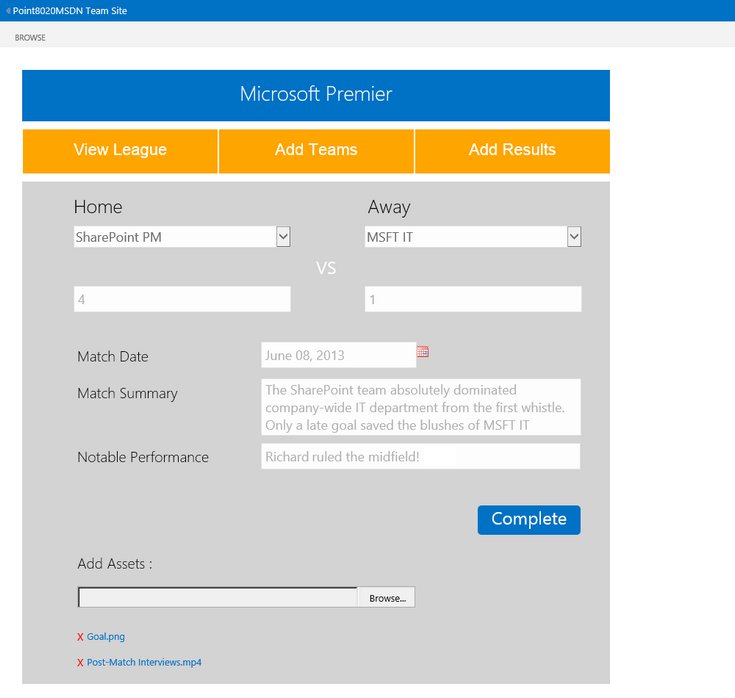 Point8020MSDN Team Site
BROWSE
Microsoft Premier
View League Add Teams Add Results
Home Away
SharePoint PM MSFT IT
VS
4 1
Match Date June 08, 2013
Match Summary The SharePoint team absolutely dominated
company-wide IT department from the first whistle.
Only a late goal saved the blushes of MSFT IT
Notable Performance Richard ruled the midfield!
Complete
Add Assets :
Browse...
X Goal.png
X Post-Match Interviews.mp4